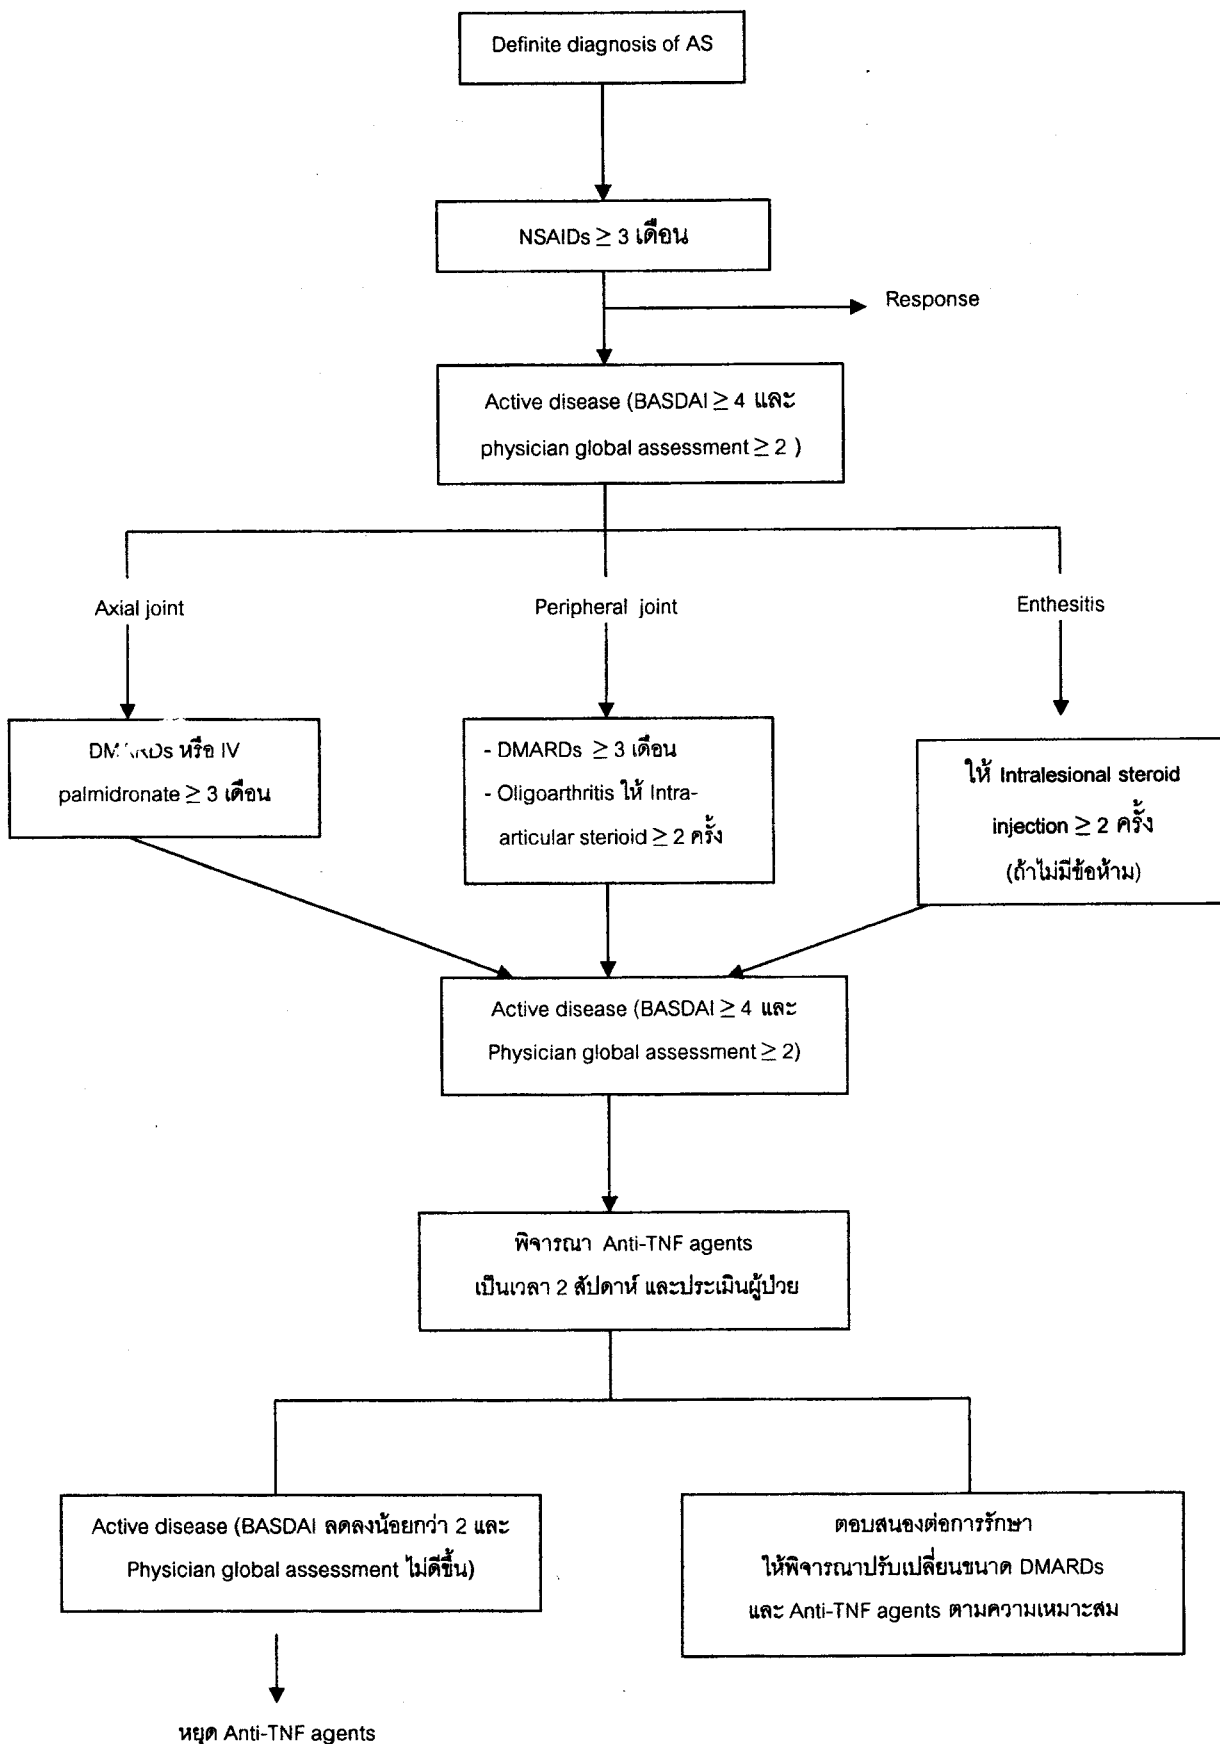 Definite diagnosis of AS
NSAIDs ≥ 3 เดือน
Response
Active disease (BASDAI ≥ 4 และ
physician global assessment ≥ 2 )
Axial joint
Peripheral joint
Enthesitis
หรือ IV
palmidronate ≥ 3 เดือน
- DMARDs ≥ 3 เดือน
- Oligoarthritis ให้ Intra-
articular sterioid ≥ 2 ครั้ง
ให้ Intralesional steroid
injection ≥ 2 ครั้ง
(ถ้าไม่มีข้อห้าม)
Active disease (BASDAI ≥ 4 และ
Physician global assessment ≥ 2)
พิจารณา Anti-TNF agents
เป็นเวลา 2 สัปดาห์ และประเมินผู้ป่วย
Active disease (BASDAI ลดลงน้อยกว่า 2 และ
Physician global assessment ไม่ดีขึ้น)
ตอบสนองต่อการรักษา
ให้พิจารณาปรับเปลี่ยนขนาด DMARDs
และ Anti-TNF agents ตามความเหมาะสม
หยุด Anti-TNF agents